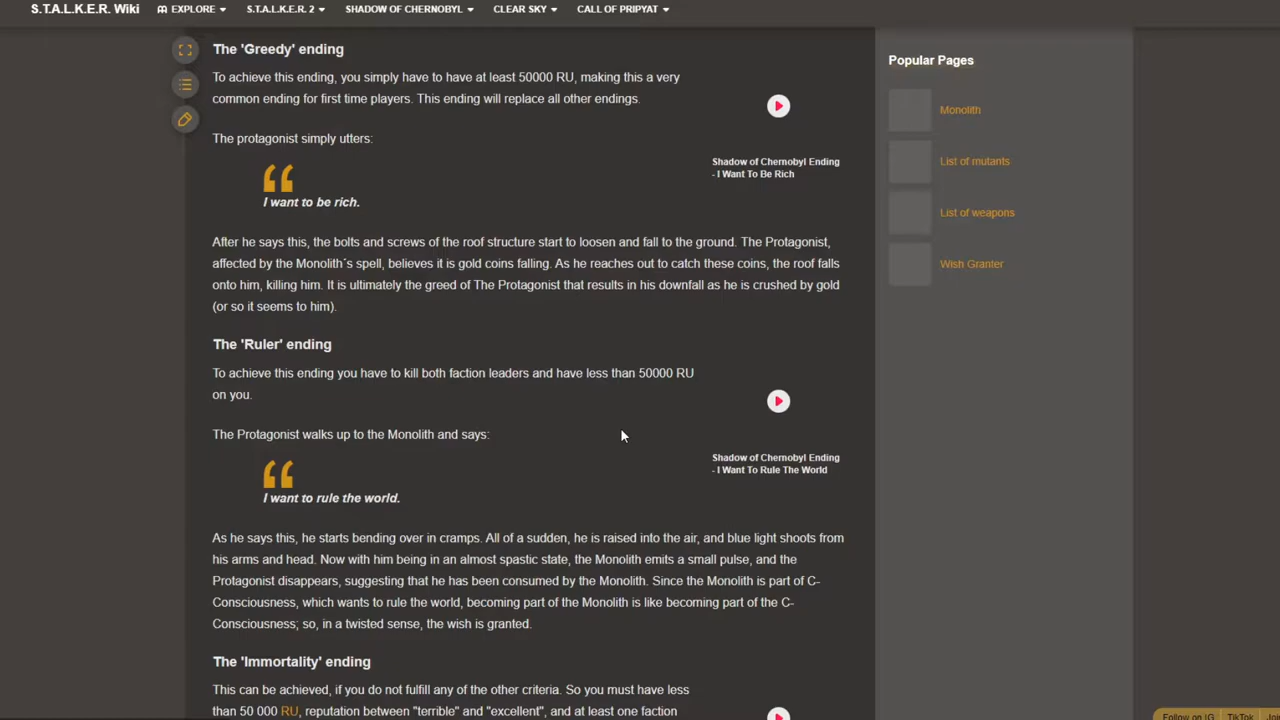 S.T.A.L.K.E.R. Wiki
EXPLORE
S.T.A.L.K.E.R. 2
SHADOW OF CHERNOBYL
CLEAR SKY
CALL OF PRIPYAT
The 'Greedy' ending
To achieve this ending, you simply have to have at least 50000 RU, making this a very
common ending for first time players. This ending will replace all other endings.
The protagonist simply utters:
Shadow of Chernobyl Ending
- I Want To Be Rich
I want to be rich.
After he says this, the bolts and screws of the roof structure start to loosen and fall to the ground. The Protagonist,
affected by the Monolith´s spell, believes it is gold coins falling. As he reaches out to catch these coins, the roof falls
onto him, killing him. It is ultimately the greed of The Protagonist that results in his downfall as he is crushed by gold
(or so it seems to him).
The 'Ruler' ending
To achieve this ending you have to kill both faction leaders and have less than 50000 RU
on you.
The Protagonist walks up to the Monolith and says:
Shadow of Chernobyl Ending
- I Want To Rule The World
I want to rule the world.
As he says this, he starts bending over in cramps. All of a sudden, he is raised into the air, and blue light shoots from
his arms and head. Now with him being in an almost spastic state, the Monolith emits a small pulse, and the
Protagonist disappears, suggesting that he has been consumed by the Monolith. Since the Monolith is part of C-
Consciousness, which wants to rule the world, becoming part of the Monolith is like becoming part of the C-
Consciousness; so, in a twisted sense, the wish is granted.
The 'Immortality' ending
This can be achieved, if you do not fulfill any of the other criteria. So you must have less
than 50 000 RU, reputation between "terrible" and "excellent", and at least one faction
Popular Pages
Monolith
List of mutants
List of weapons
Wish Granter
Follow on IG
TikTok